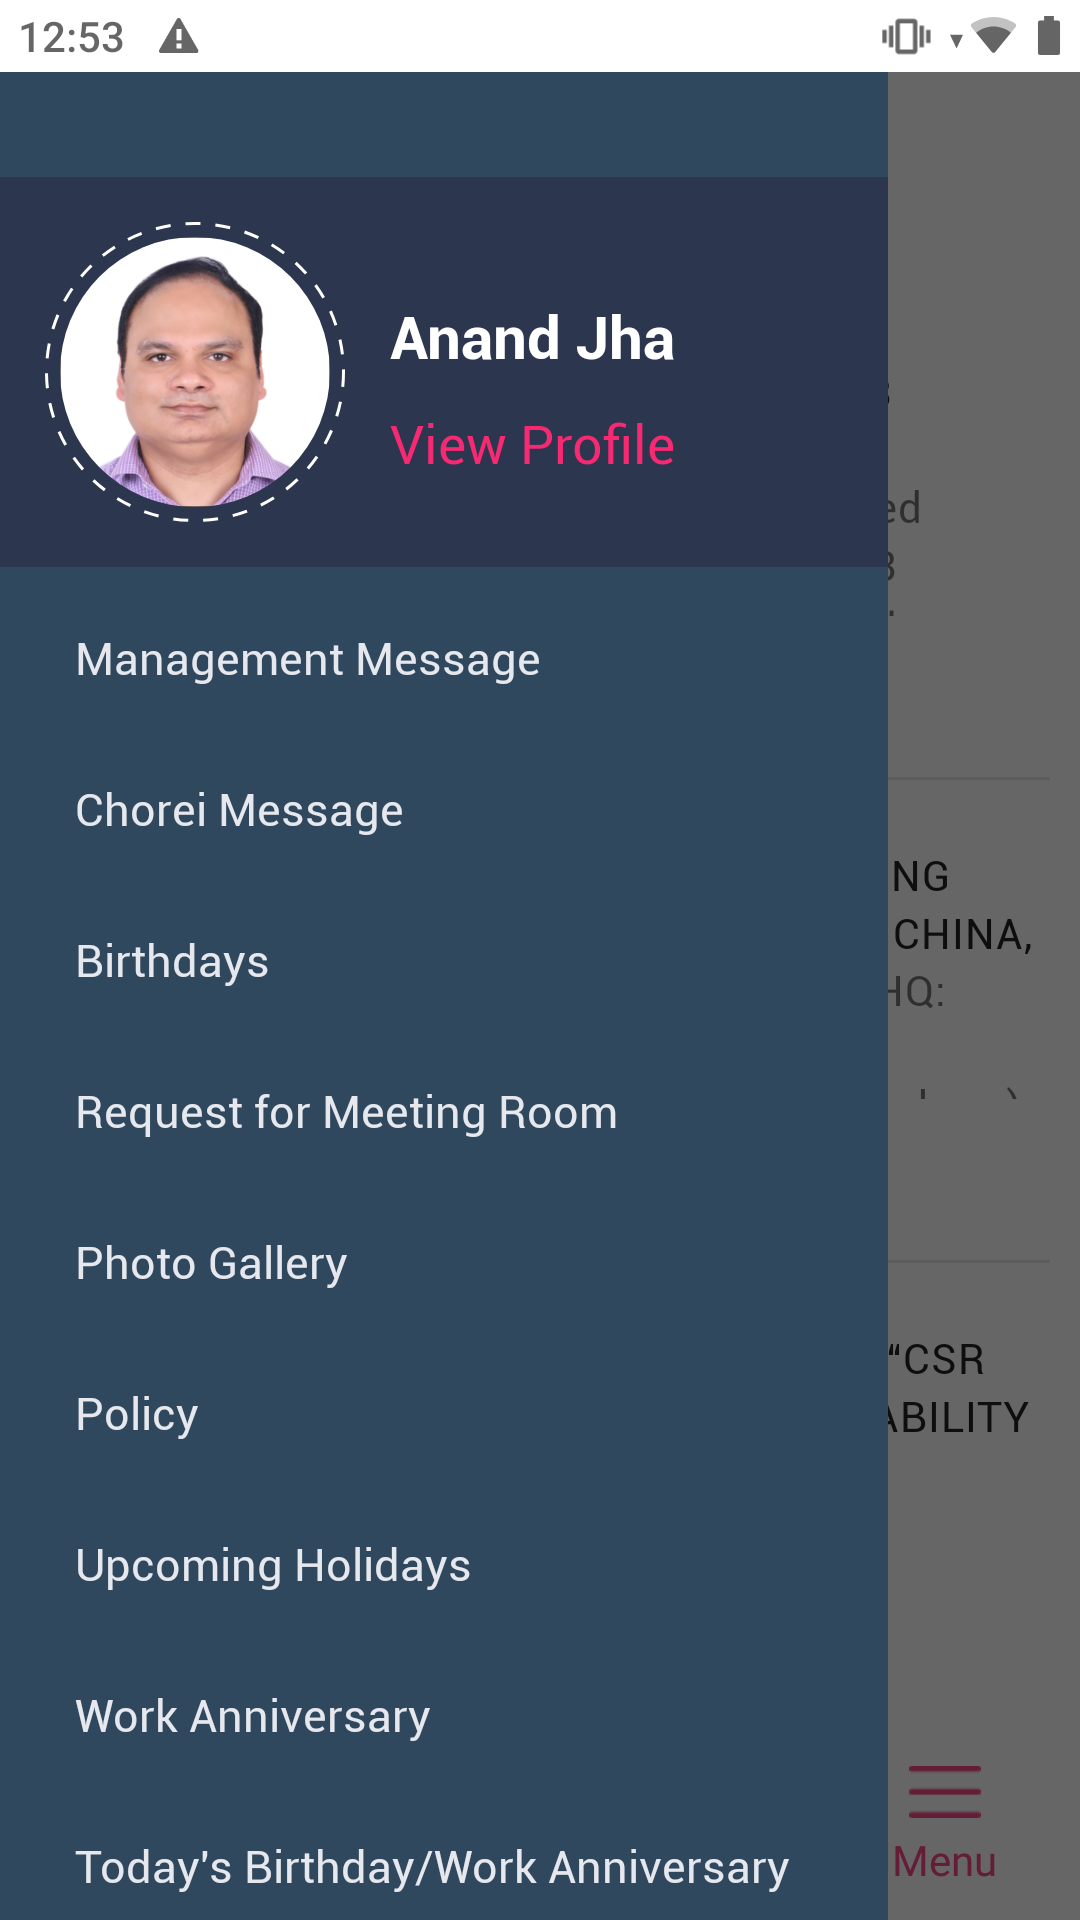 12:53
Anand Jha
View Profile
Management Message
Chorei Message
Birthdays
Request for Meeting Room
Photo Gallery
Policy
Upcoming Holidays
Work Anniversary
Today's Birthday/Work Anniversary
ed
NG
CHINA,
HQ:
“CSR
ABILITY
Menu